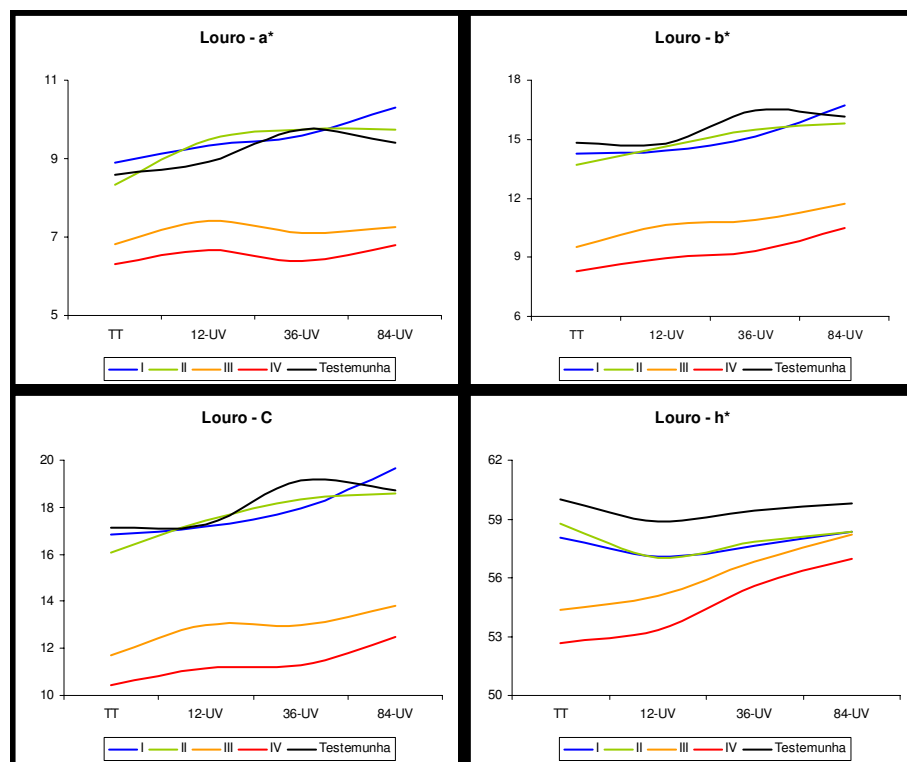 Louro - a*
11
9
7
5
TT 12-UV 36-UV 84-UV
I II III IV Testemunha
Louro - b*
18
15
12
9
6
TT 12-UV 36-UV 84-UV
I II III IV Testemunha
Louro - C
20
18
16
14
12
10
TT 12-UV 36-UV 84-UV
I II III IV Testemunha
Louro - h*
62
59
56
53
50
TT 12-UV 36-UV 84-UV
I II III IV Testemunha